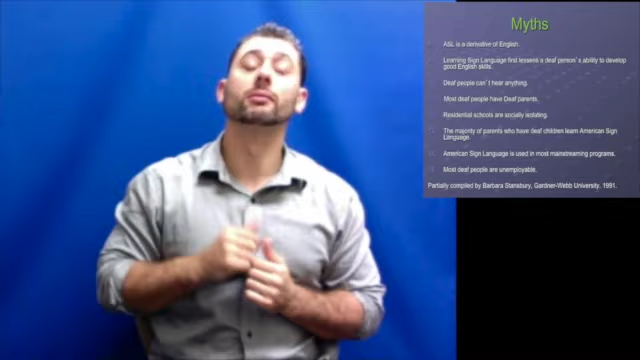 Myths
ASL is a derivative of English.
Learning Sign Language first lessens a deaf person's ability to develop
good English skills.
Deaf people can't hear anything.
Most deaf people have Deaf parents.
Residential schools are socially isolating.
The majority of parents who have deaf children learn American Sign
Language.
American Sign Language is used in most mainstreaming programs.
Most deaf people are unemployable.
Partially compiled by Barbara Stansbury, Gardner-Webb University, 1991.